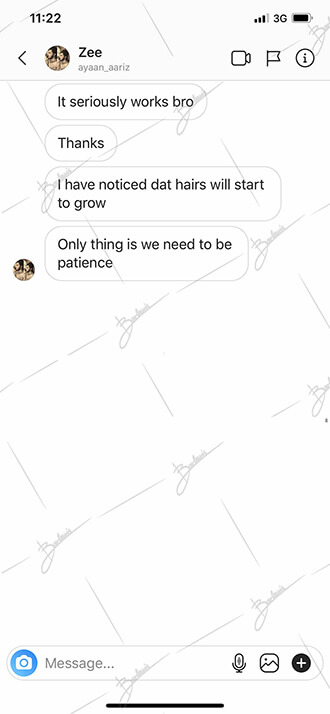 11:22
3G
Zee
ayaan_aariz
It seriously works bro
Thanks
I have noticed dat hairs will start
to grow
Only thing is we need to be
patience
Message...